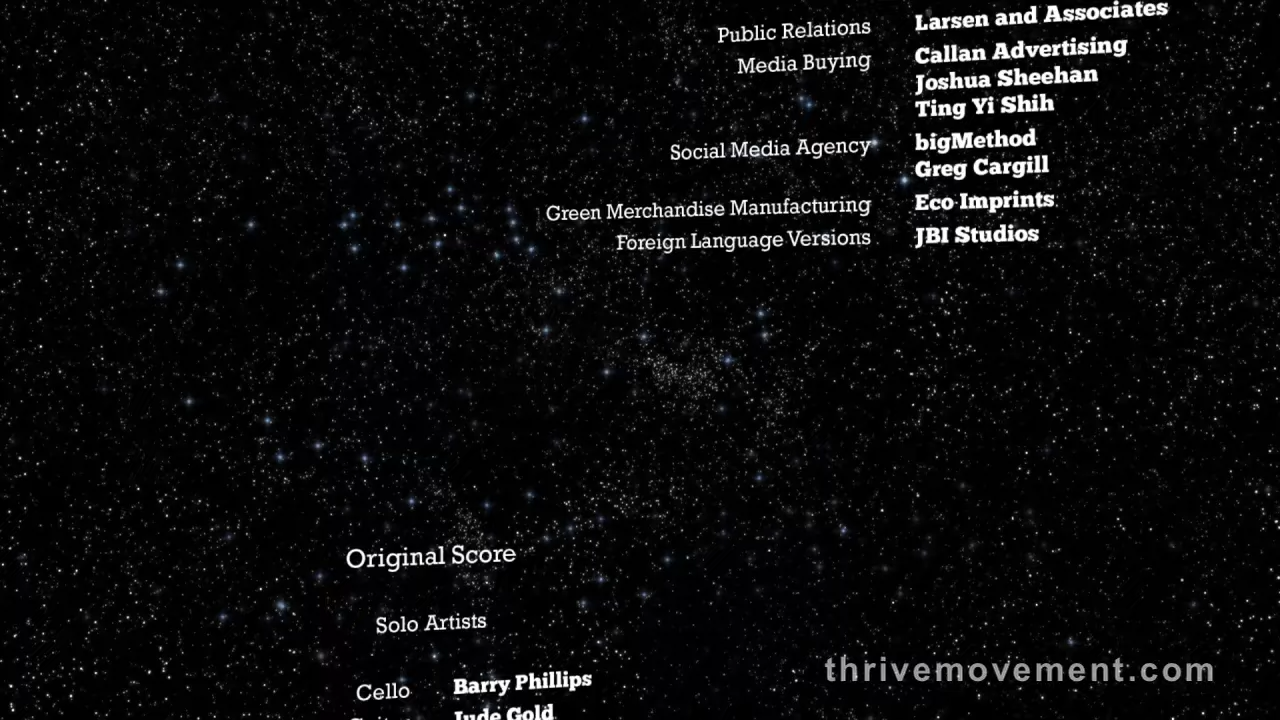 Public Relations Larsen and Associates
Media Buying Callan Advertising
Joshua Sheehan
Ting Yi Shih
Social Media Agency bigMethod
Greg Cargill
Green Merchandise Manufacturing Eco Imprints
Foreign Language Versions JBI Studios
Original Score
Solo Artists
thrivemovement.com
Cello Barry Phillips
Jude Gold